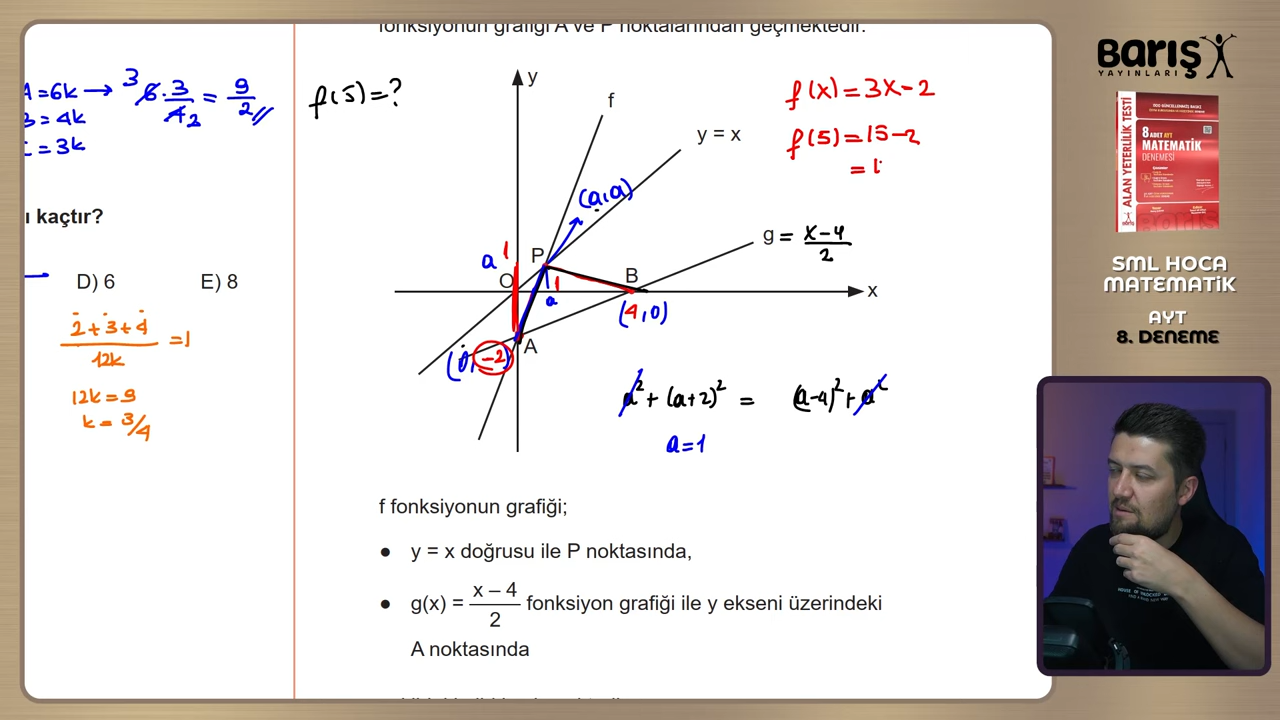 fonksiyonun grafiği A ve P noktalarından geçmektedir.
A = 6k → 6 · 3/4 = 9/2
3 2
= 4k
= 3k
ı kaçtır?
D) 6 E) 8
2 + 3 + 4 / 12k = 1
12k = 9
k = 3/4
f(5) = ?
y
f
y = x
(a, a)
f(x) = 3x – 2
f(5) = 15 – 2
= 1
g = x – 4 / 2
a 1
P
O
1
a
B
x
(4, 0)
A
(0, –2)
a² + (a+2)² = (a–4)² + a²
a = 1
f fonksiyonun grafiği;
● y = x doğrusu ile P noktasında,
● g(x) = x – 4 / 2 fonksiyon grafiği ile y ekseni üzerindeki
A noktasında
BARIŞ
YAYINLARI
ALAN YETERLİLİK TESTİ
8 ADET AYT
MATEMATİK
DENEMESİ
SML HOCA
MATEMATİK
AYT
8. DENEME